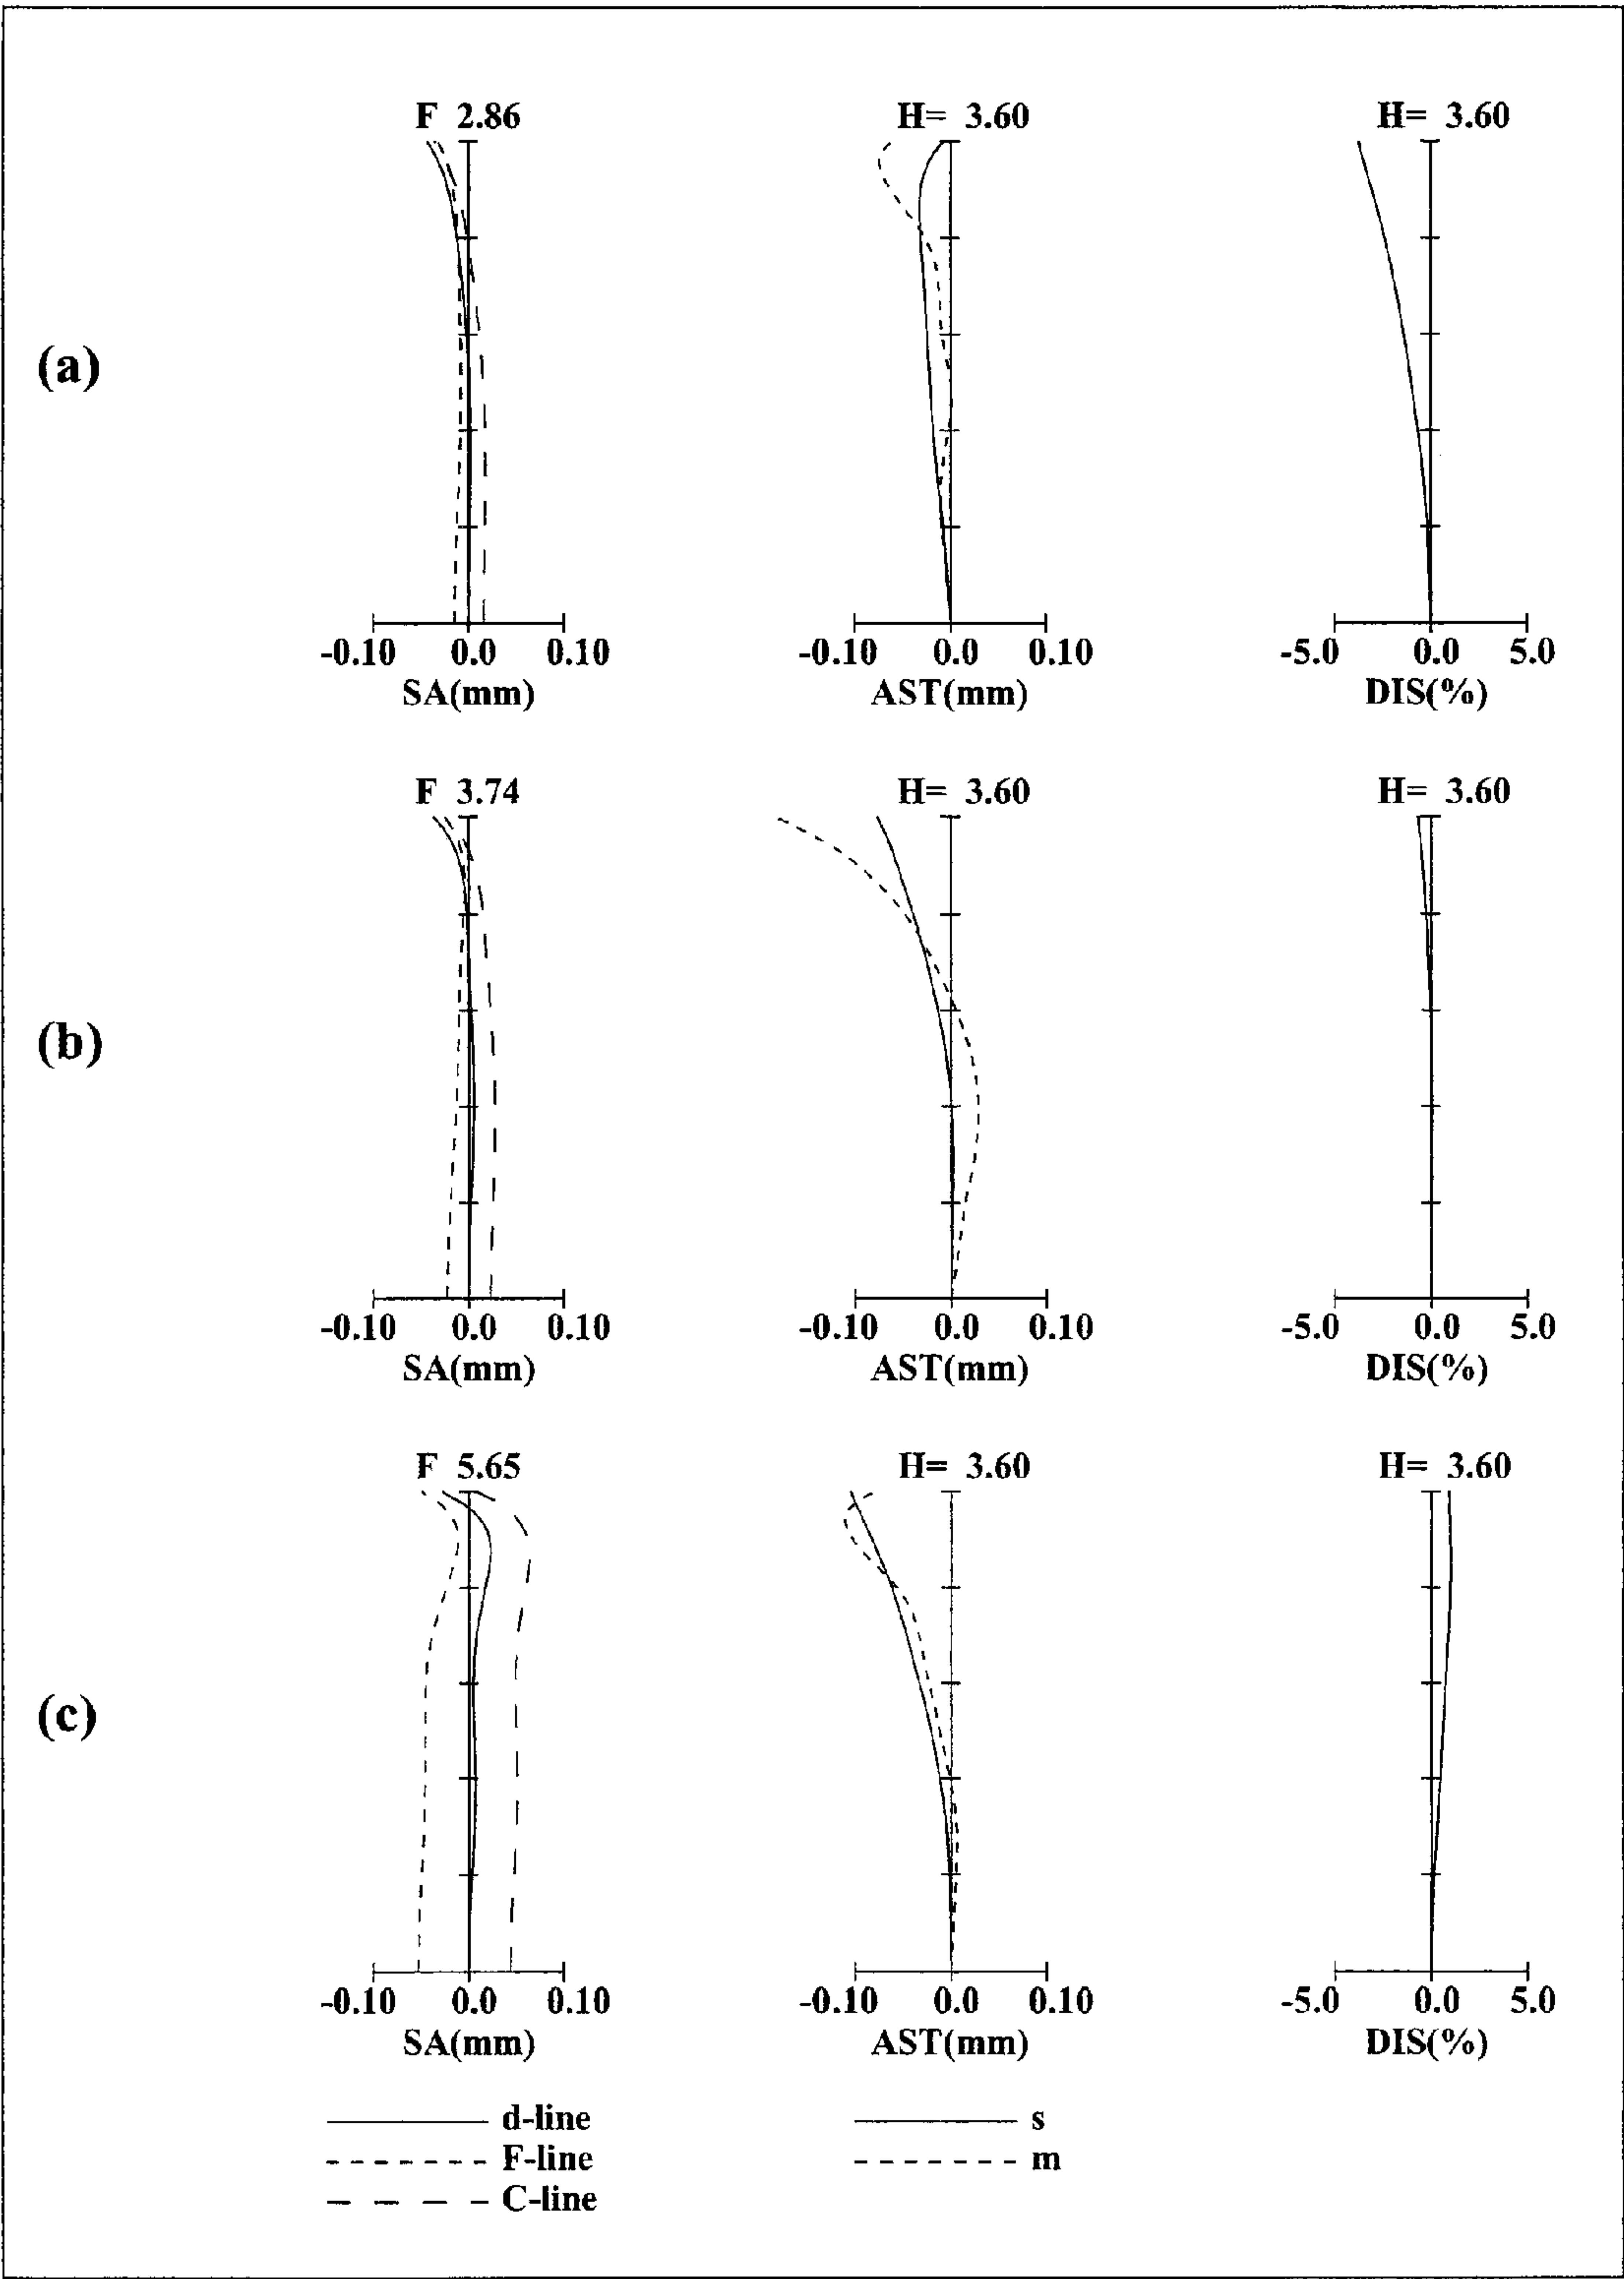 F 2.86 H= 3.60 H= 3.60
(a)
-0.10 0.0 0.10 -0.10 0.0 0.10 -5.0 0.0 5.0
SA(mm) AST(mm) DIS(%)
F 3.74 H= 3.60 H= 3.60
(b)
-0.10 0.0 0.10 -0.10 0.0 0.10 -5.0 0.0 5.0
SA(mm) AST(mm) DIS(%)
F 5.65 H= 3.60 H= 3.60
(c)
-0.10 0.0 0.10 -0.10 0.0 0.10 -5.0 0.0 5.0
SA(mm) AST(mm) DIS(%)
d-line s
F-line m
C-line